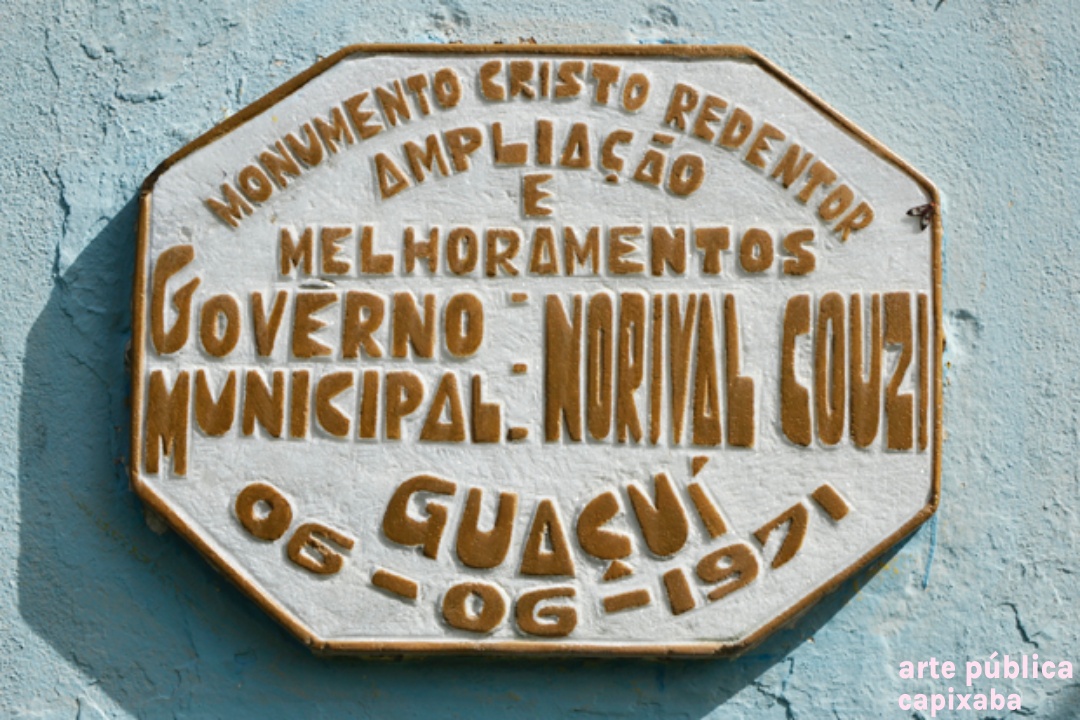 MONUMENTO CRISTO REDENTOR
AMPLIAÇÃO
E
MELHORAMENTOS
GOVERNO
MUNICIPAL : NORIVAL COUZI
GUAÇUÍ
06-06-1971
arte pública
capixaba